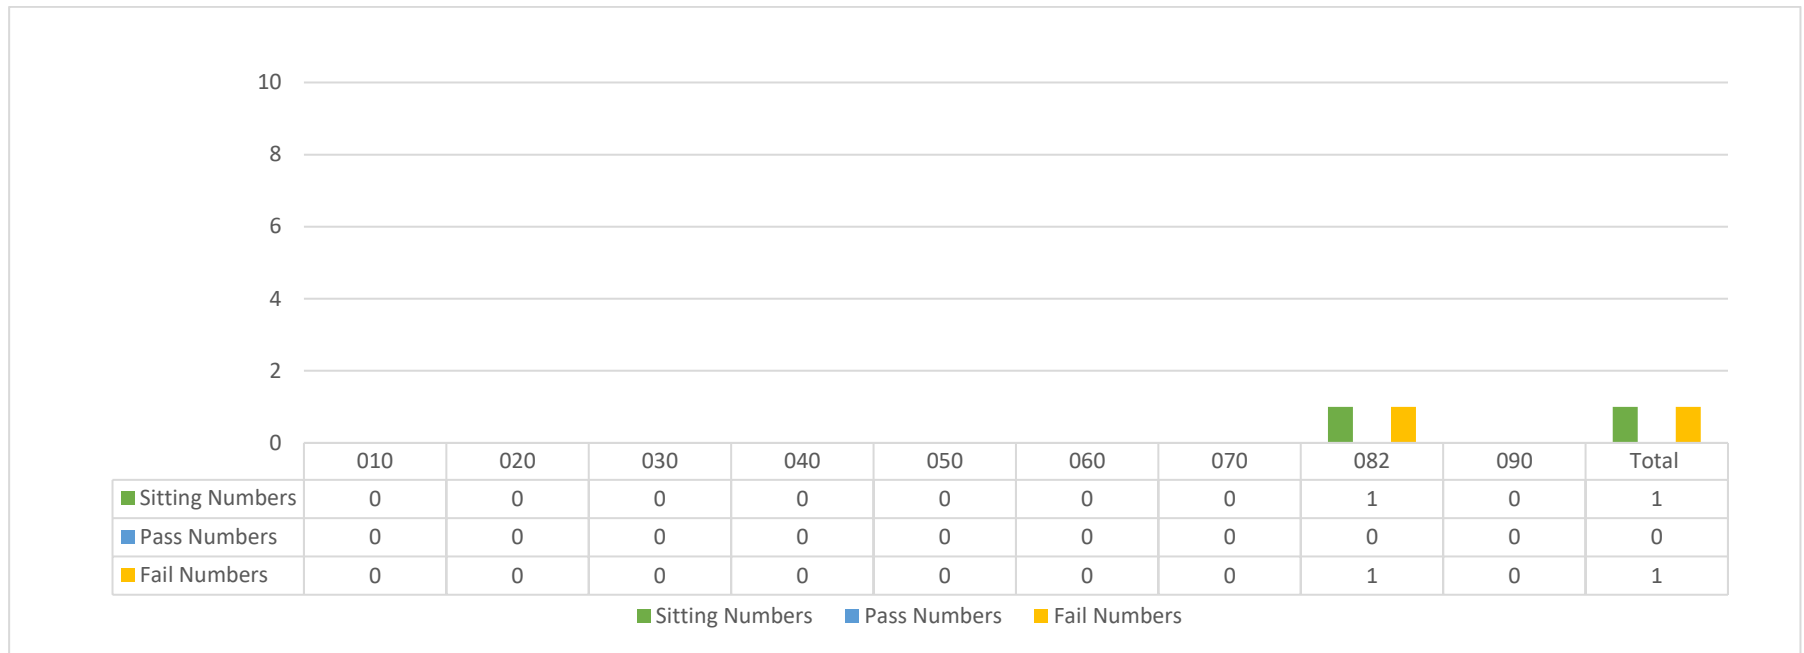 10
8
6
4
2
0
010 020 030 040 050 060 070 082 090 Total
Sitting Numbers 0 0 0 0 0 0 0 1 0 1
Pass Numbers 0 0 0 0 0 0 0 0 0 0
Fail Numbers 0 0 0 0 0 0 0 1 0 1
Sitting Numbers Pass Numbers Fail Numbers